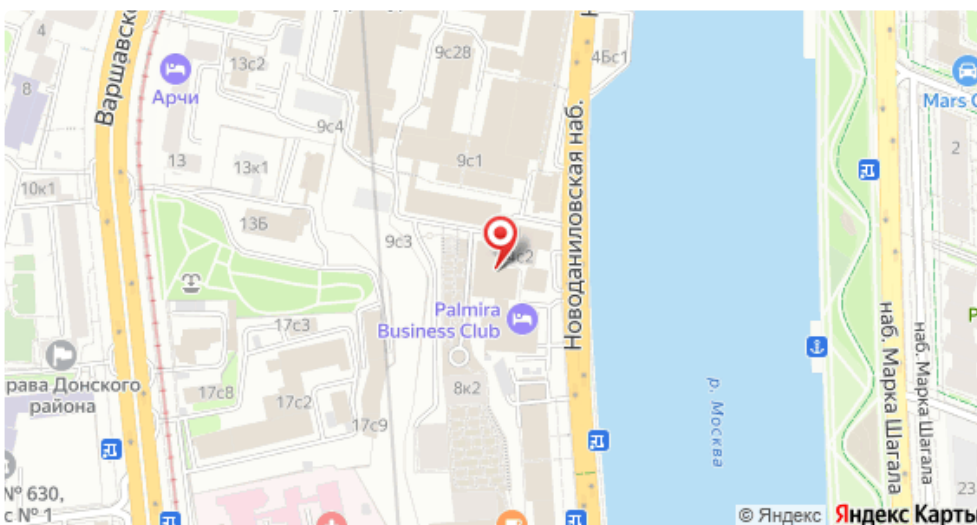 4
8
13с2
Арчи
Варшавско
9с28
4Бс1
9с4
Новоданиловская наб.
Mars
13
13к1
9с1
2
10к1
13Б
9с3
4с2
Palmira
Business Club
наб. Марка Шагала
наб. Марка Шагала
17с3
рава Донского
района
17с8
17с2
17с9
8к2
р. Москва
№ 630,
с № 1
23
© Яндекс
Яндекс Карты